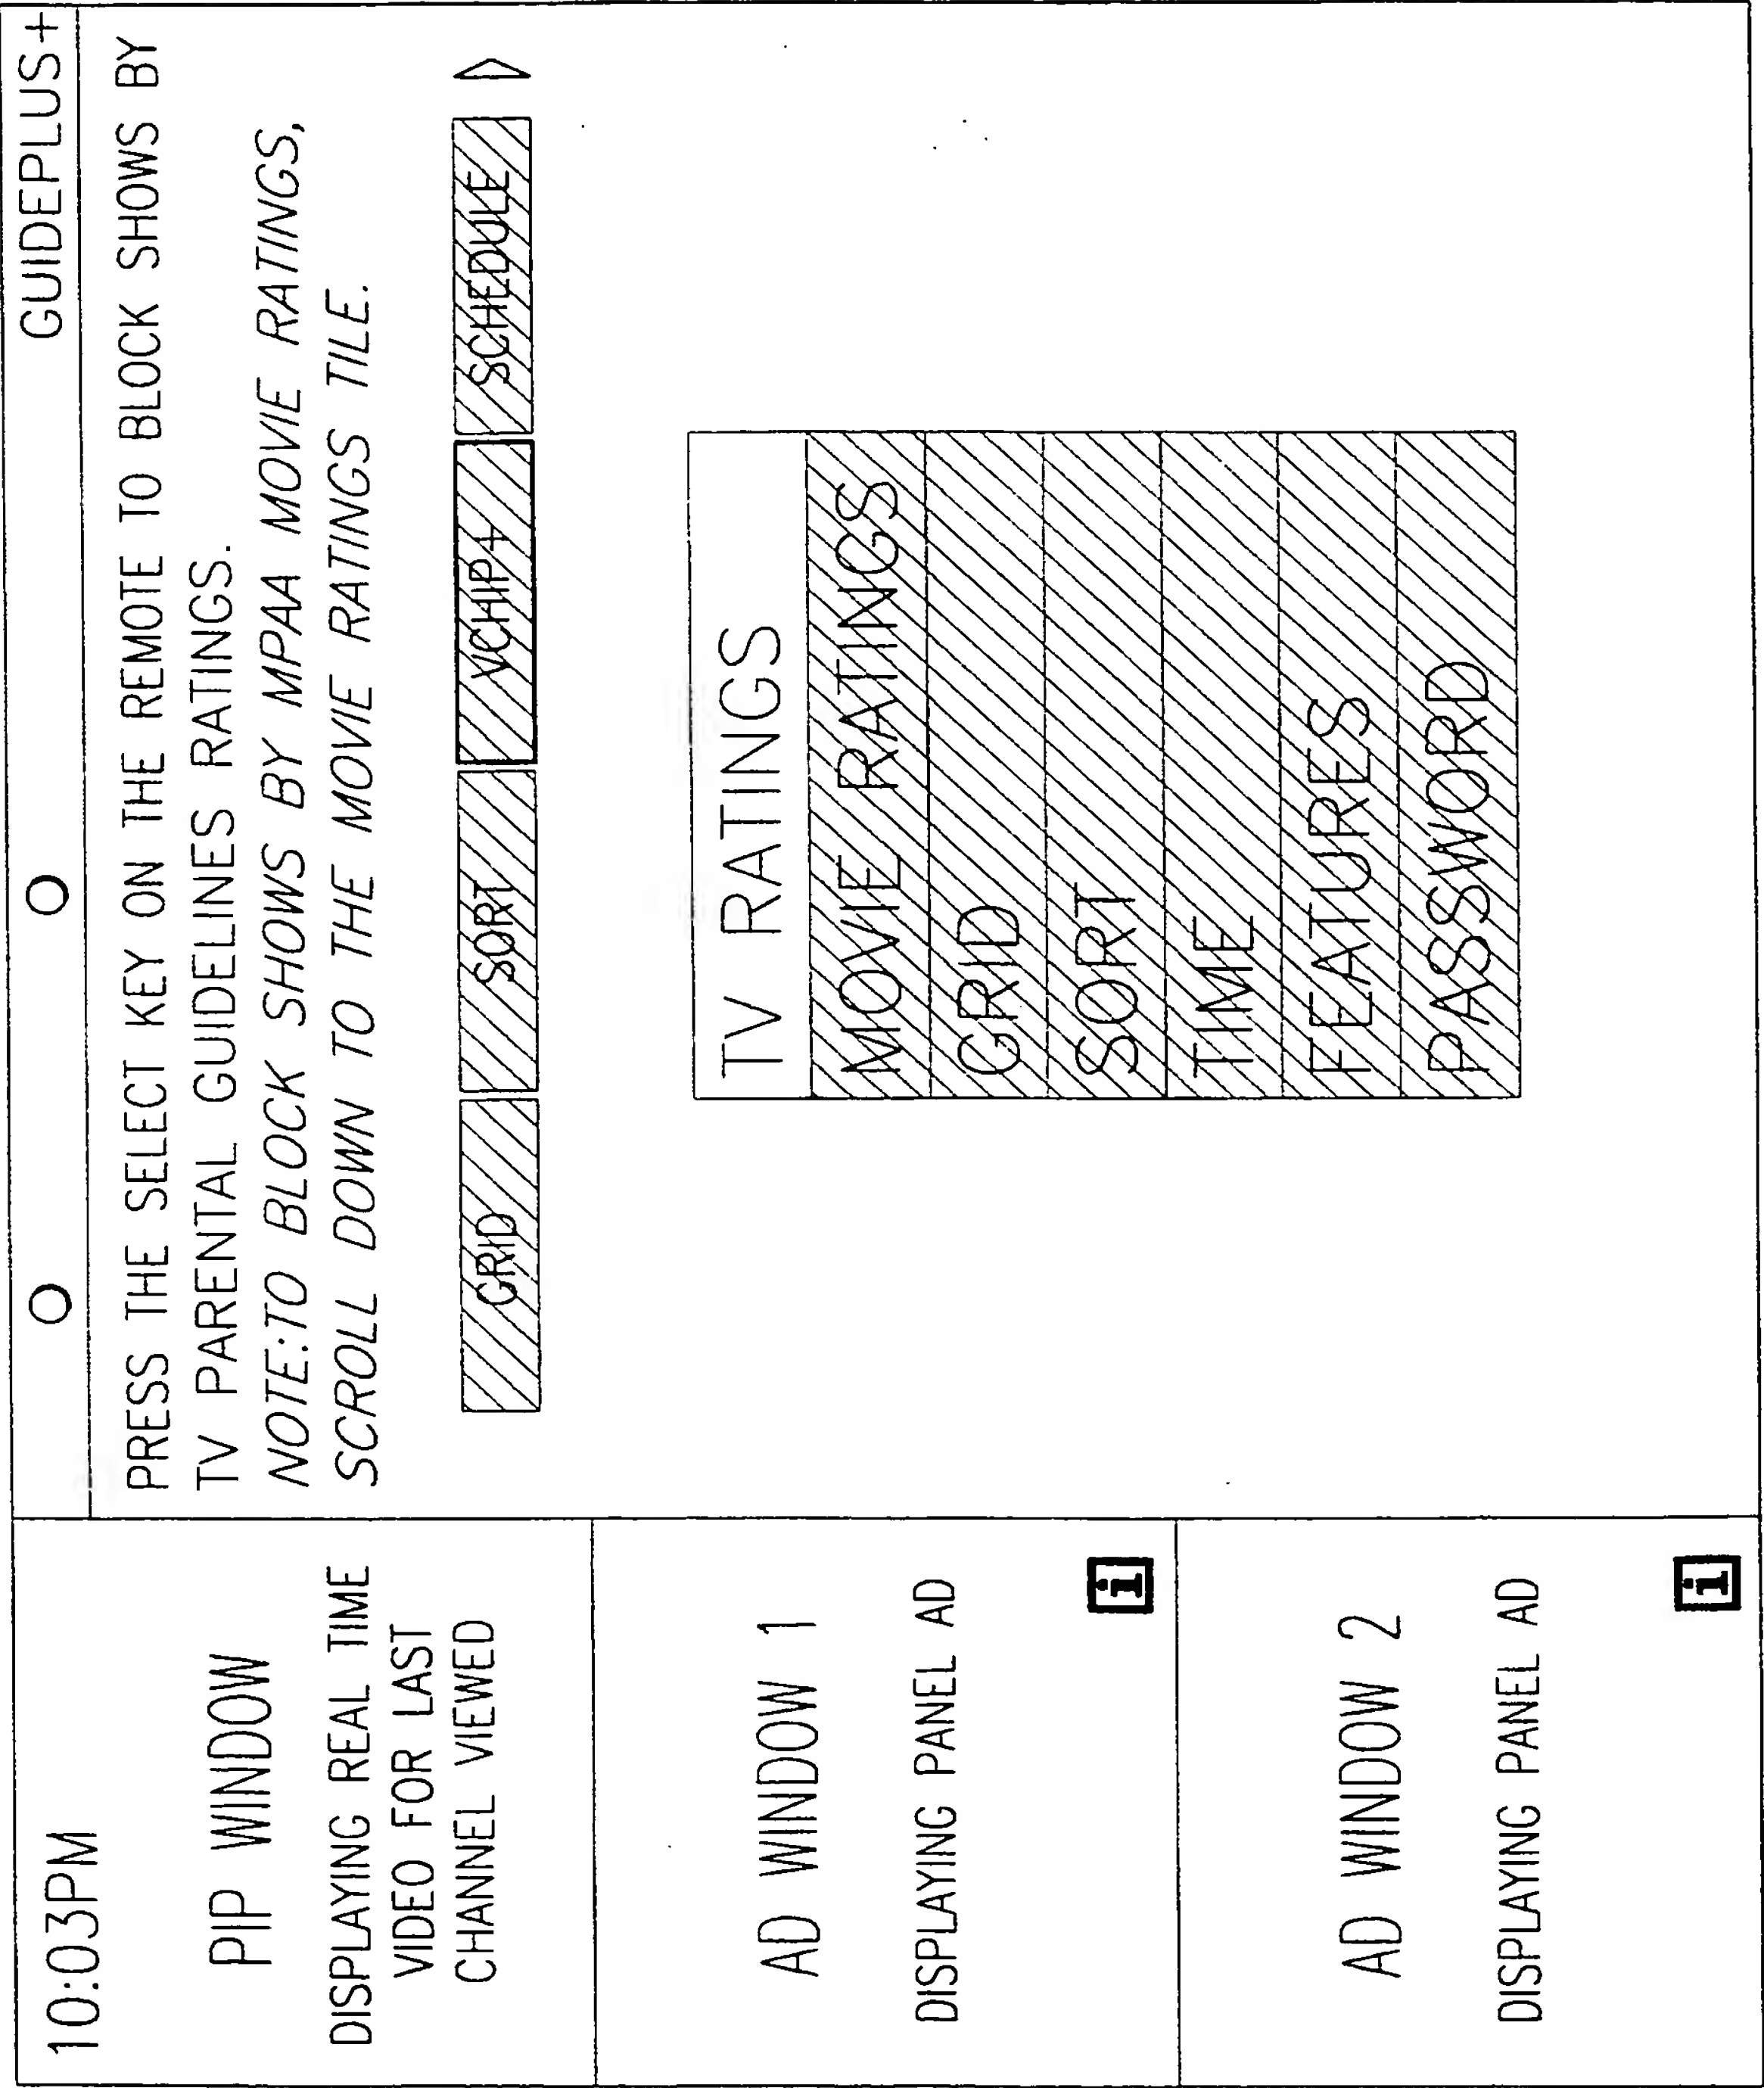 10:03PM
GUIDEPLUS+
PIP WINDOW
DISPLAYING REAL TIME
VIDEO FOR LAST
CHANNEL VIEWED
AD WINDOW 1
DISPLAYING PANEL AD
i
AD WINDOW 2
DISPLAYING PANEL AD
i
PRESS THE SELECT KEY ON THE REMOTE TO BLOCK SHOWS BY
TV PARENTAL GUIDELINES RATINGS.
NOTE:TO BLOCK SHOWS BY MPAA MOVIE RATINGS,
SCROLL DOWN TO THE MOVIE RATINGS TILE.
GRID SORT VCHIP+ SCHEDULE
TV RATINGS
MOVIE RATINGS
GRID
SORT
TIME
FEATURES
PASSWORD